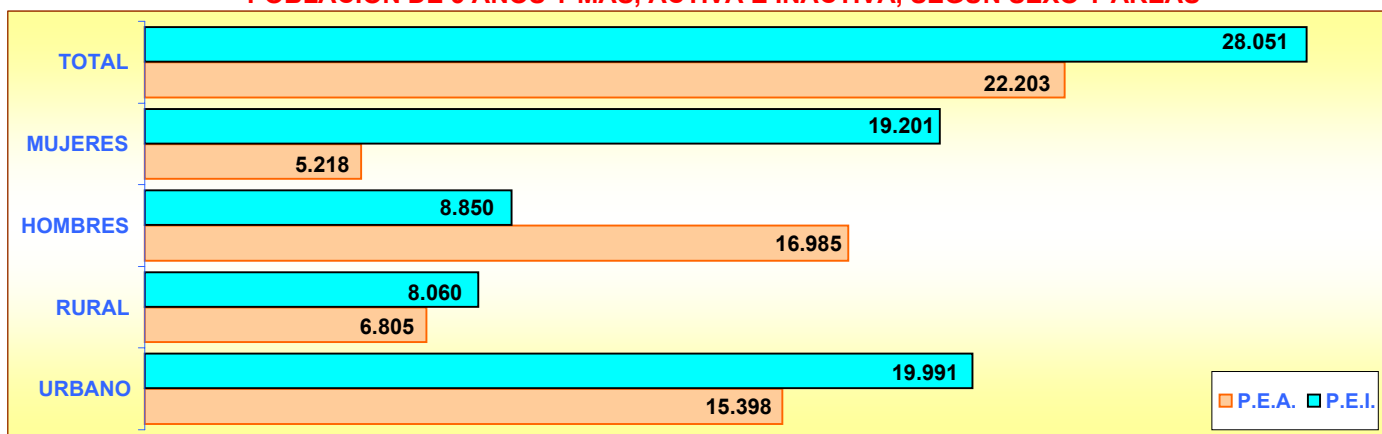 28.051
TOTAL
22.203
19.201
MUJERES
5.218
8.850
HOMBRES
16.985
8.060
RURAL
6.805
19.991
URBANO
15.398
P.E.A. P.E.I.